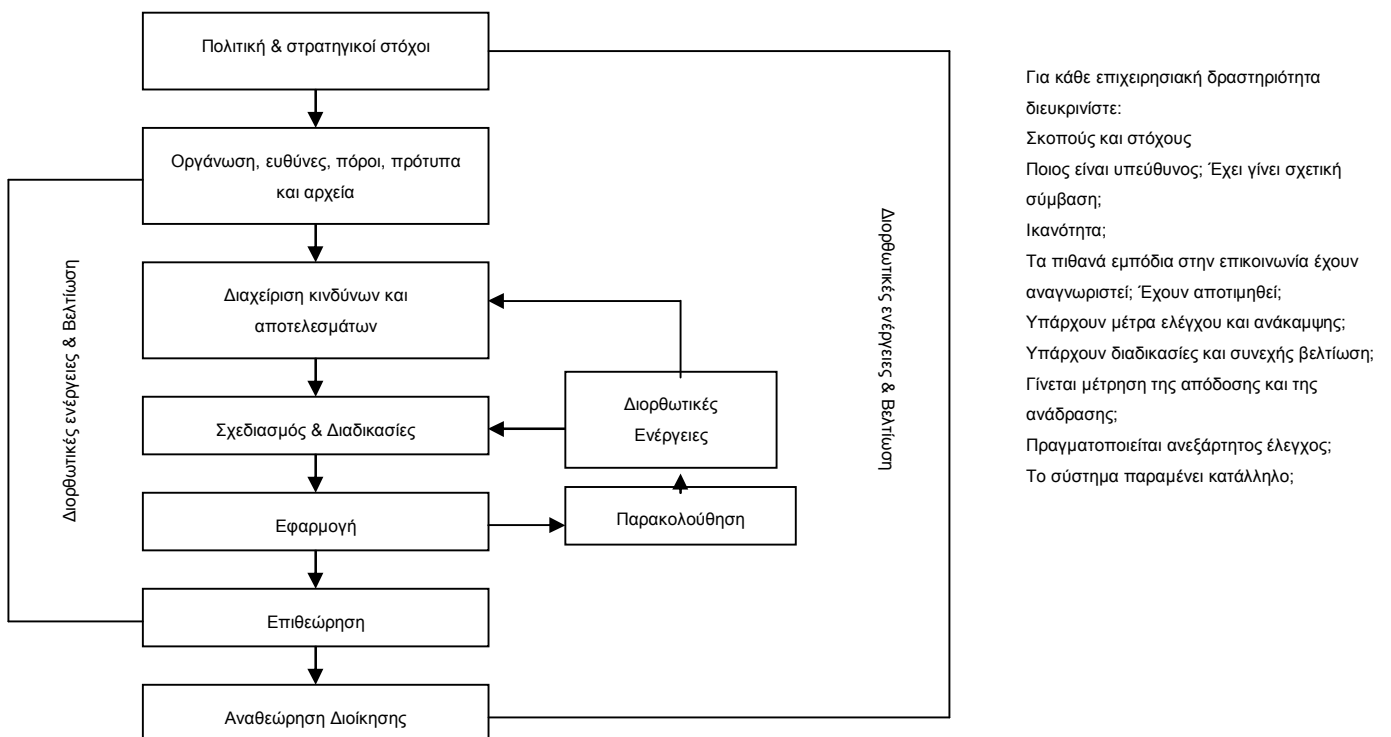 Πολιτική & στρατηγικοί στόχοι
Οργάνωση, ευθύνες, πόροι, πρότυπα
και αρχεία
Διαχείριση κινδύνων και
αποτελεσμάτων
Σχεδιασμός & Διαδικασίες
Εφαρμογή
Επιθεώρηση
Αναθεώρηση Διοίκησης
Διορθωτικές
Ενέργειες
Παρακολούθηση
Διορθωτικές ενέργειες & Βελτίωση
Διορθωτικές ενέργειες & Βελτίωση
Για κάθε επιχειρησιακή δραστηριότητα
διευκρινίστε:
Σκοπούς και στόχους
Ποιος είναι υπεύθυνος; Έχει γίνει σχετική
σύμβαση;
Ικανότητα;
Τα πιθανά εμπόδια στην επικοινωνία έχουν
αναγνωριστεί; Έχουν αποτιμηθεί;
Υπάρχουν μέτρα ελέγχου και ανάκαμψης;
Υπάρχουν διαδικασίες και συνεχής βελτίωση;
Γίνεται μέτρηση της απόδοσης και της
ανάδρασης;
Πραγματοποιείται ανεξάρτητος έλεγχος;
Το σύστημα παραμένει κατάλληλο;